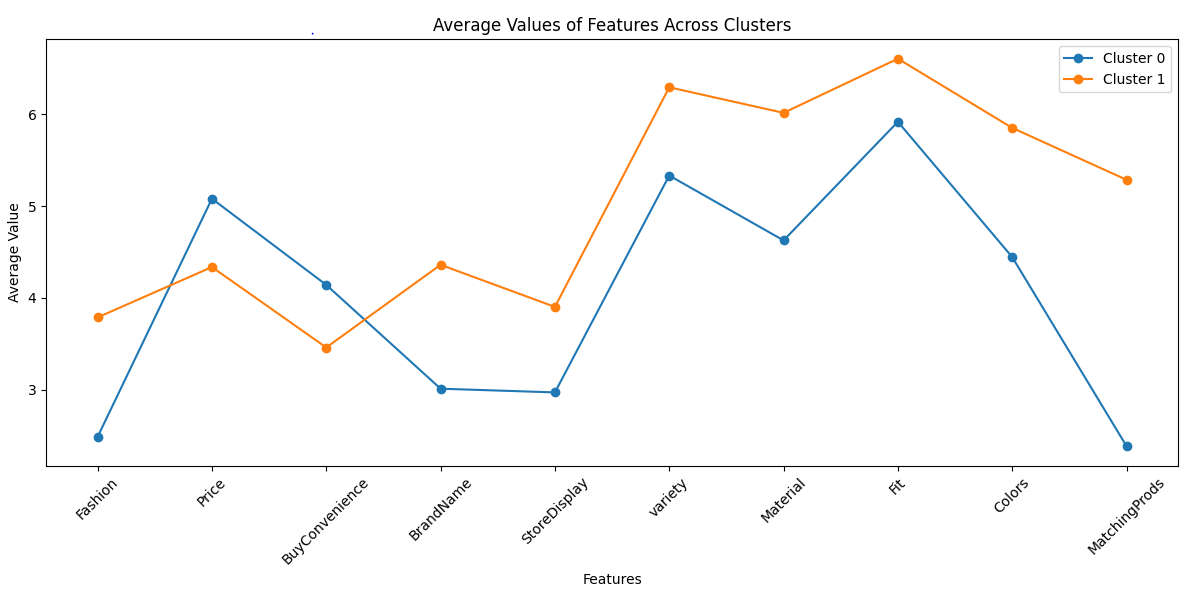 Average Values of Features Across Clusters
Cluster 0
Cluster 1
Average Value
6
5
4
3
Fashion
Price
BuyConvenience
BrandName
StoreDisplay
variety
Material
Fit
Colors
MatchingProds
Features